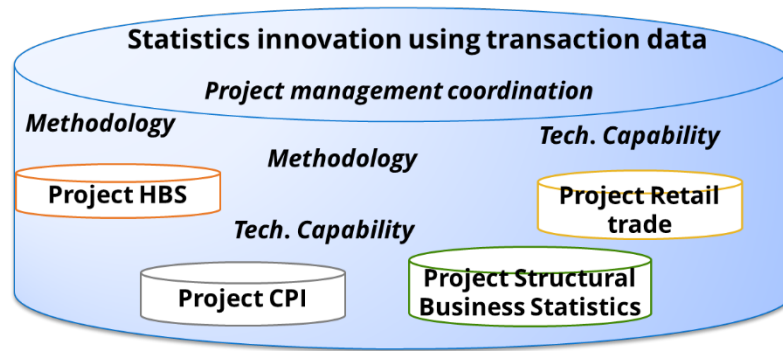 Statistics innovation using transaction data
Project management coordination
Methodology
Tech. Capability
Methodology
Project HBS
Project Retail
trade
Tech. Capability
Project Structural
Business Statistics
Project CPI